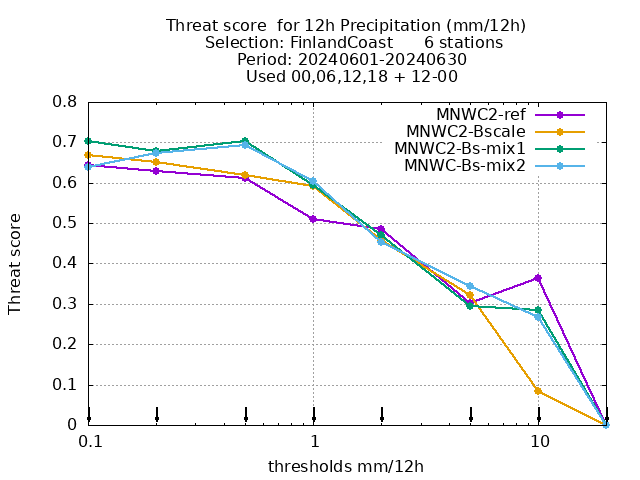 Threat score  for 12h Precipitation (mm/12h)
Selection: FinlandCoast      6 stations
Period: 20240601-20240630
Used 00,06,12,18 + 12-00
MNWC2-ref
MNWC2-Bscale
MNWC2-Bs-mix1
MNWC-Bs-mix2
Threat score
0.8
0.7
0.6
0.5
0.4
0.3
0.2
0.1
0
0.1 1 10
thresholds mm/12h